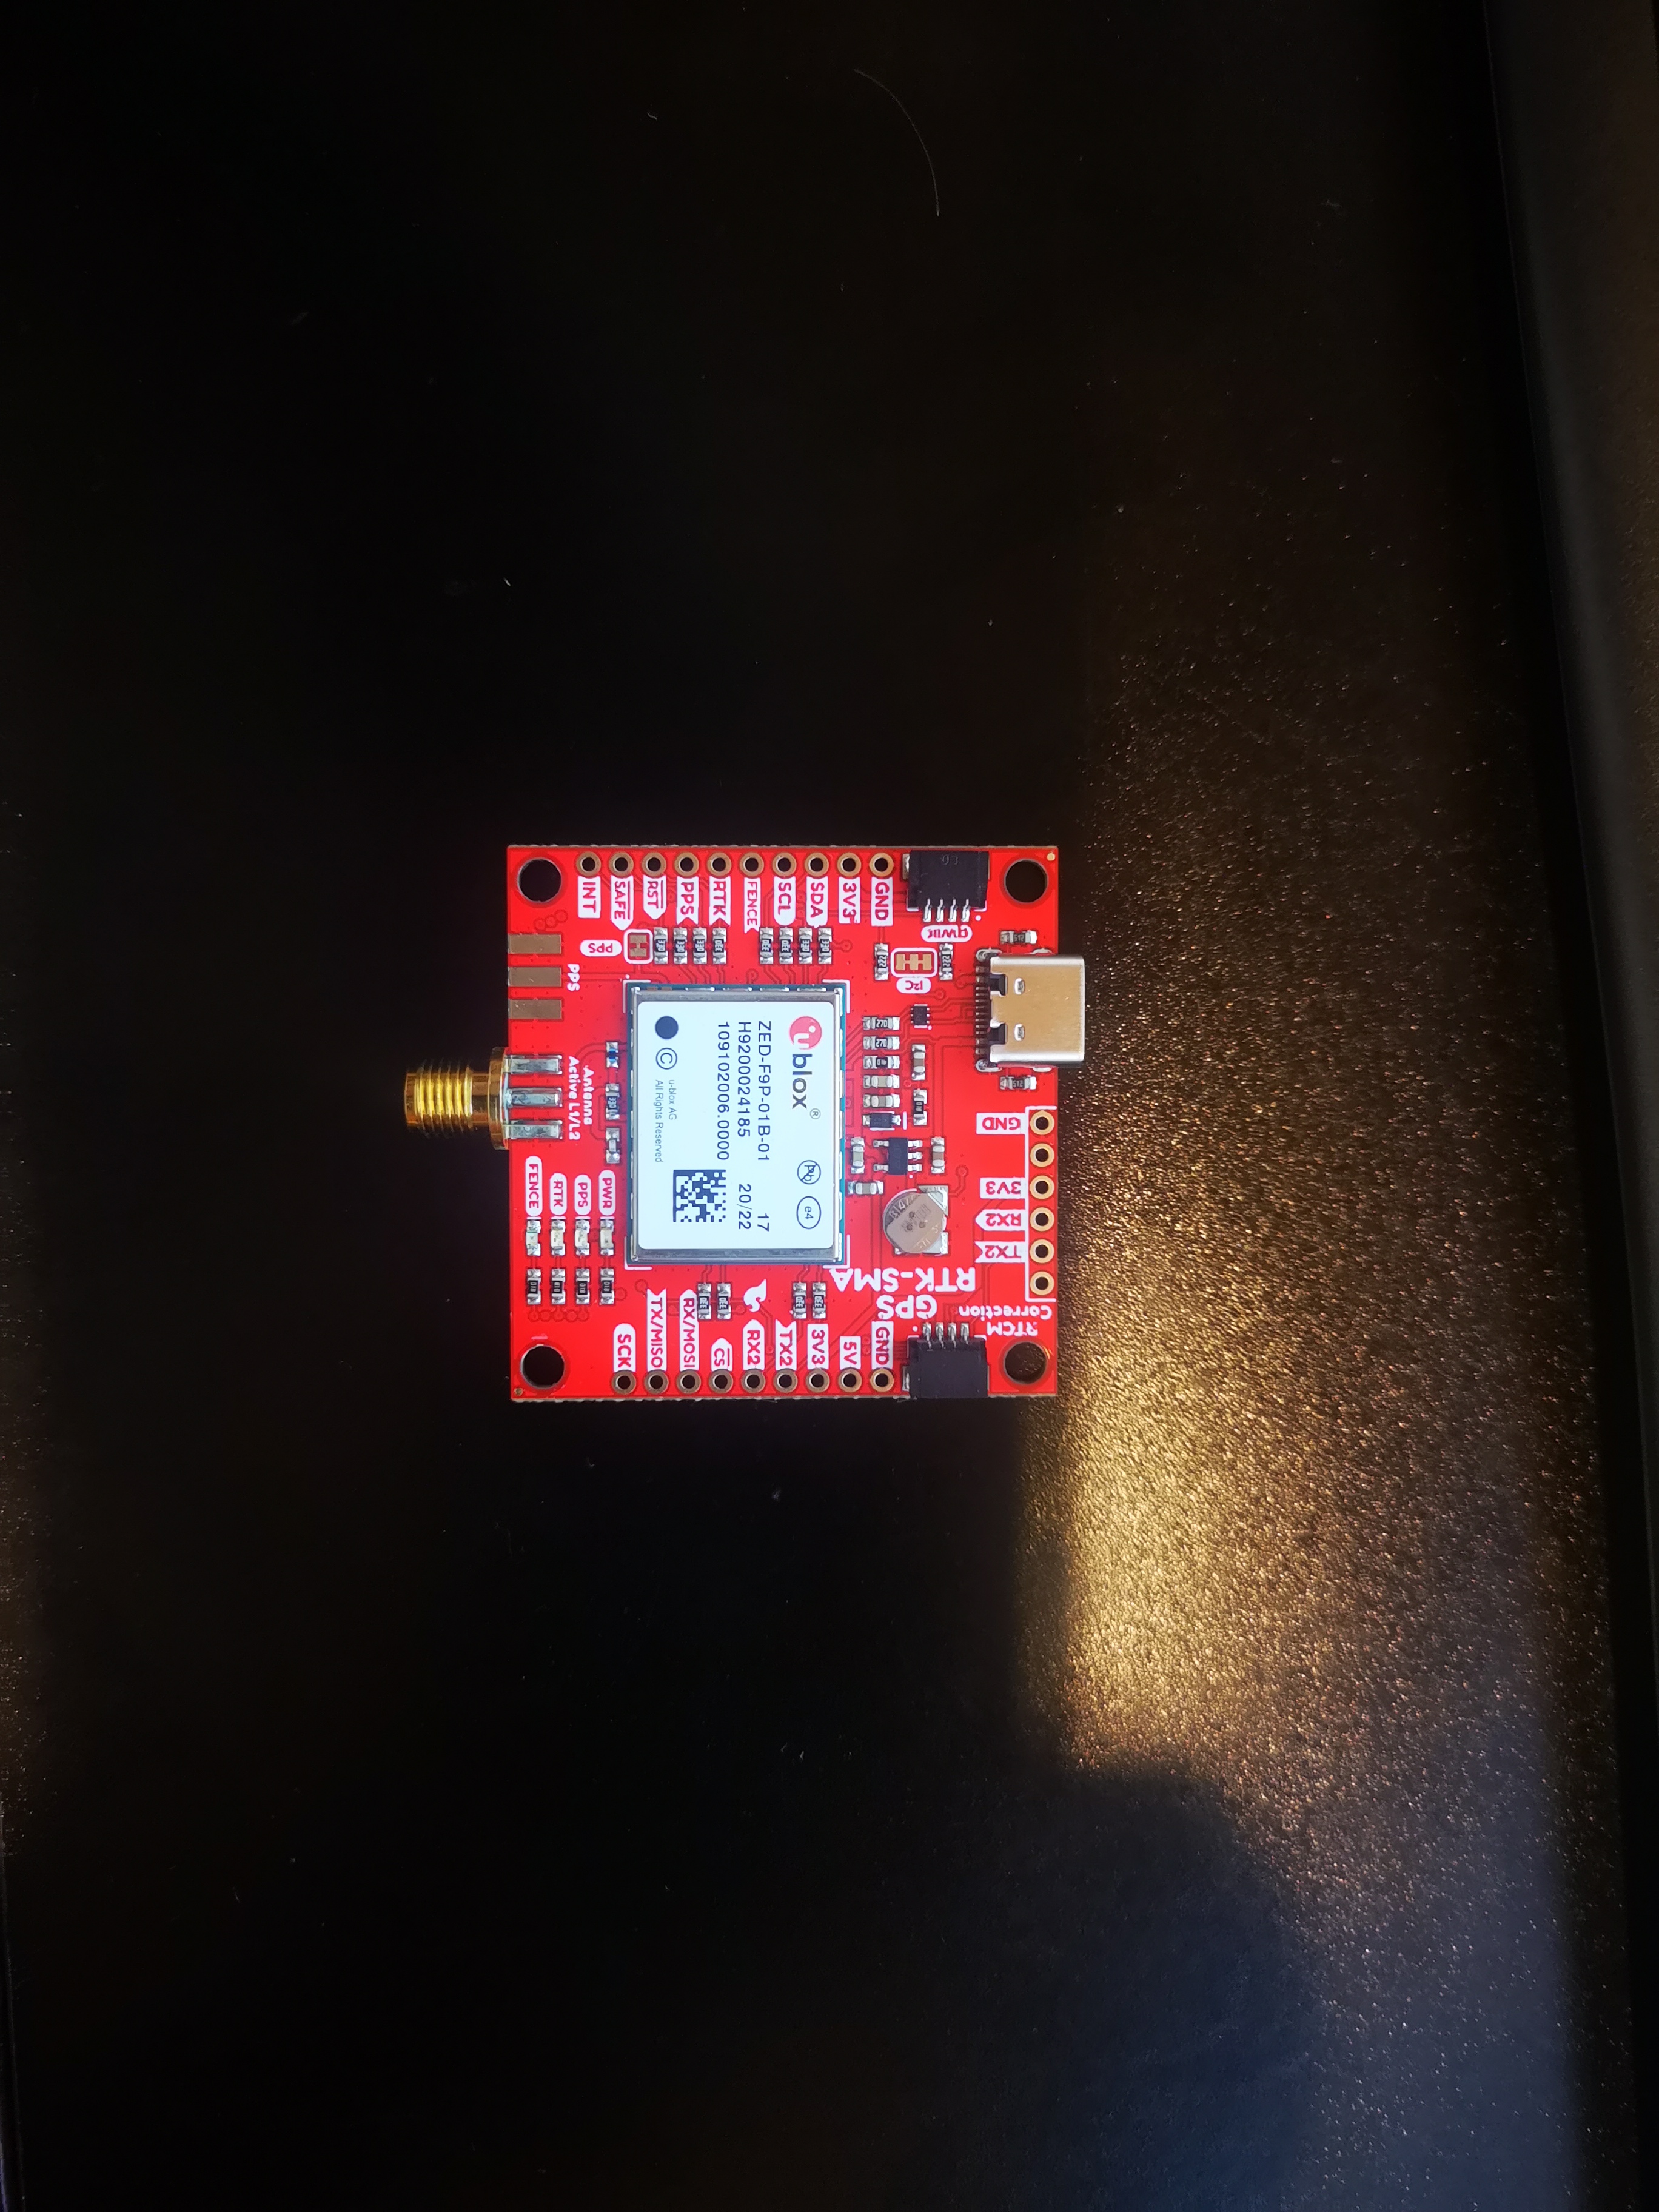 INT
SAFE
RST
PPS
RTK
FENCE
SCL
SDA
3V3
GND
qwiic
I²C
PPS
PPS
Antenna
Active L1/L2
u-blox®
ZED-F9P-01B-01 17
H9200024185 20/22
109102006.0000
Pb
e4
© u-blox AG
All Rights Reserved
FENCE
RTK
PPS
PWR
GND
3V3
RX2
TX2
RTCM
Correction
GPS
RTK-SMA
SCK
TX/MISO
RX/MOSI
CS
RX2
TX2
3V3
5V
GND